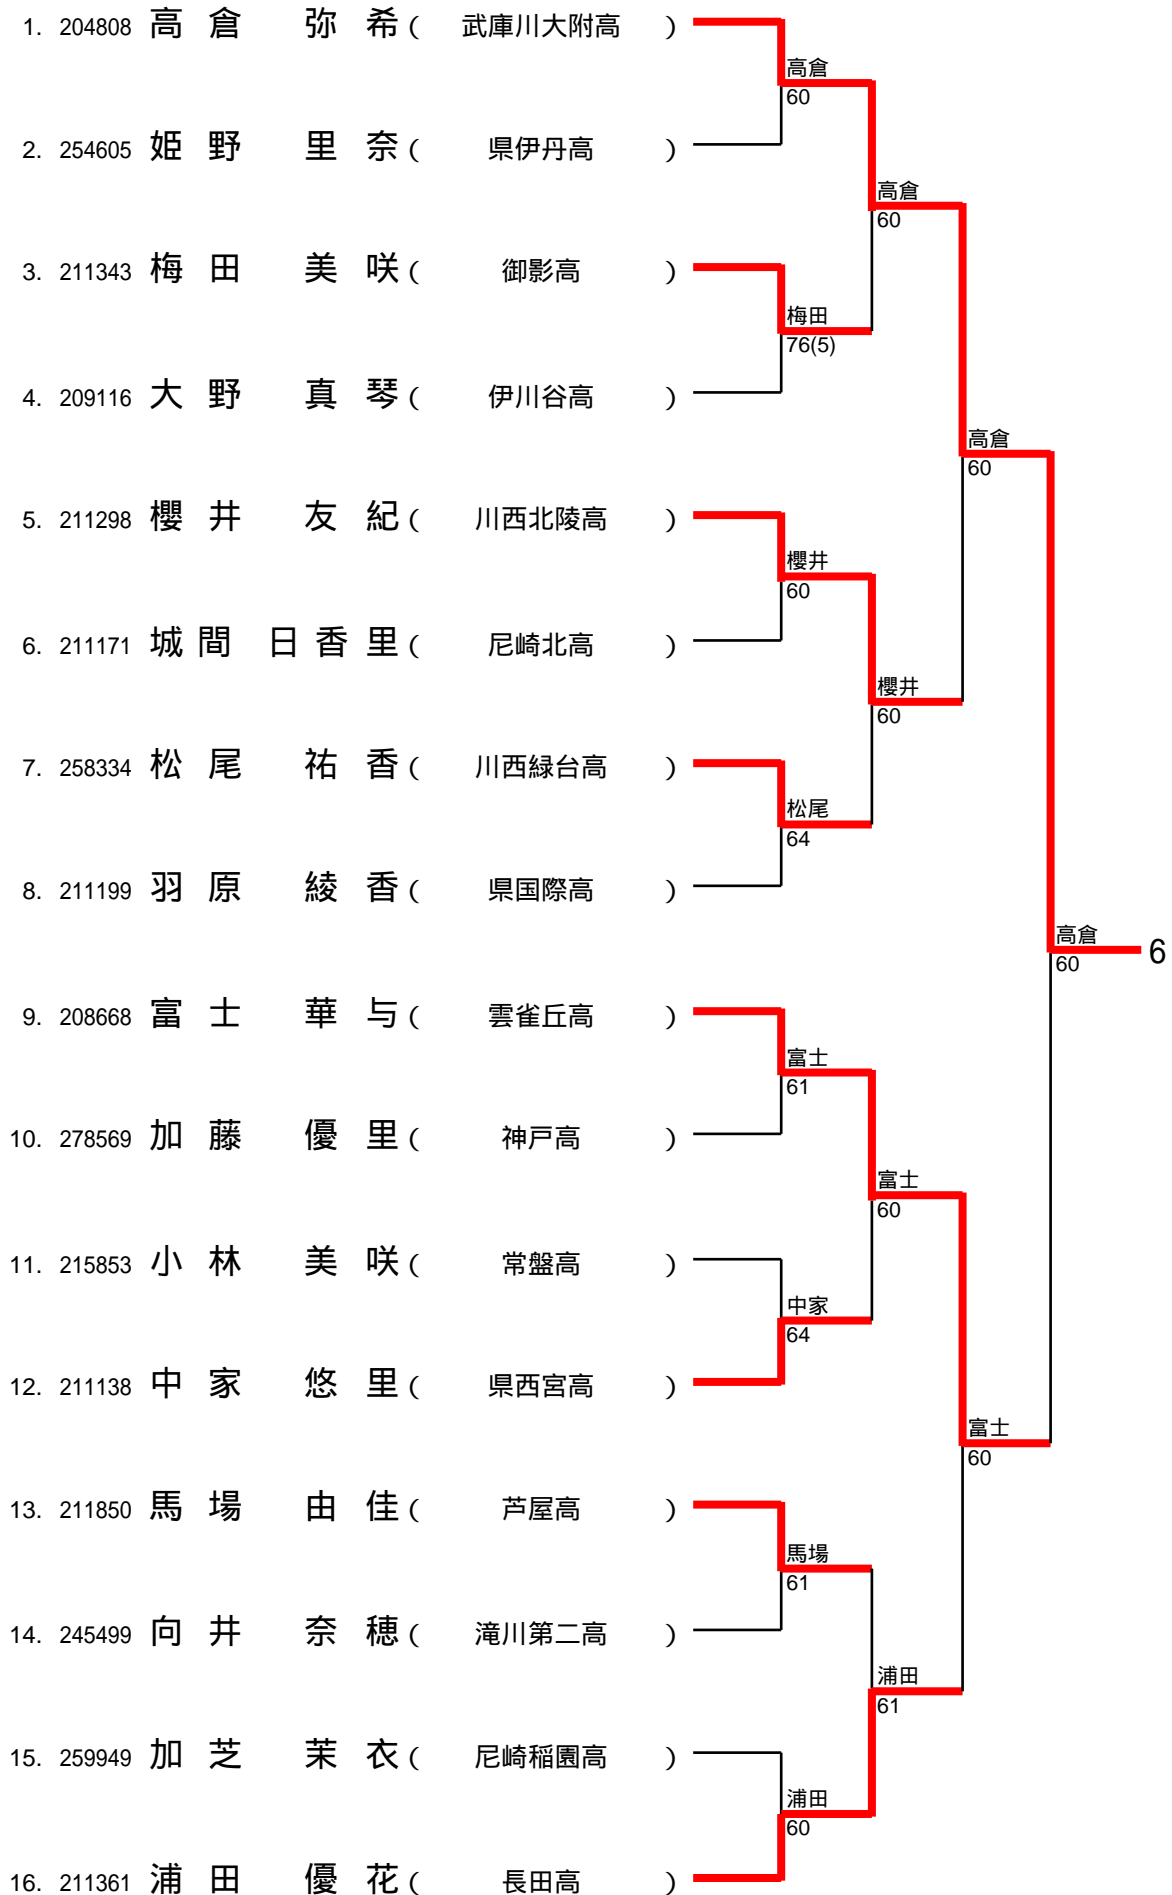 1. 204808 高倉 弥希 ( 武庫川大附高 )
高倉
60
2. 254605 姫野 里奈 ( 県伊丹高 )
高倉
60
3. 211343 梅田 美咲 ( 御影高 )
梅田
76(5)
4. 209116 大野 真琴 ( 伊川谷高 )
高倉
60
5. 211298 櫻井 友紀 ( 川西北陵高 )
櫻井
60
6. 211171 城間 日香里 ( 尼崎北高 )
櫻井
60
7. 258334 松尾 祐香 ( 川西緑台高 )
松尾
64
8. 211199 羽原 綾香 ( 県国際高 )
高倉
60
6
9. 208668 富士 華与 ( 雲雀丘高 )
富士
61
10. 278569 加藤 優里 ( 神戸高 )
富士
60
11. 215853 小林 美咲 ( 常盤高 )
中家
64
12. 211138 中家 悠里 ( 県西宮高 )
富士
60
13. 211850 馬場 由佳 ( 芦屋高 )
馬場
61
14. 245499 向井 奈穂 ( 滝川第二高 )
浦田
61
15. 259949 加芝 茉衣 ( 尼崎稲園高 )
浦田
60
16. 211361 浦田 優花 ( 長田高 )